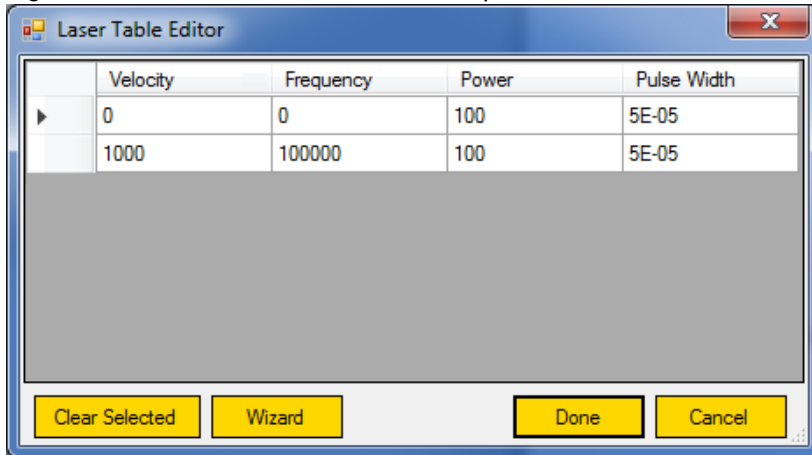 Laser Table Editor
Velocity Frequency Power Pulse Width
0 0 100 5E-05
1000 100000 100 5E-05
Clear Selected Wizard Done Cancel